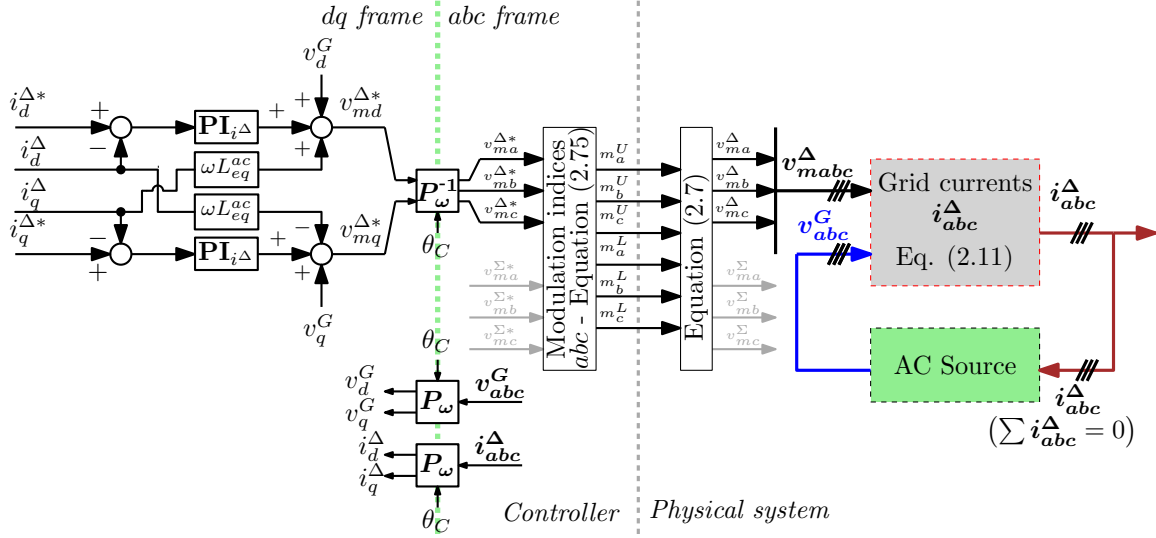 dq frame
abc frame
v_d^G
i_d^{Δ*}
+
−
PI_{i^Δ}
+
+
+
+
v_{md}^{Δ*}
i_d^Δ
ωL_{eq}^{ac}
i_q^Δ
ωL_{eq}^{ac}
i_q^{Δ*}
−
+
PI_{i^Δ}
+
−
+
+
v_{mq}^{Δ*}
v_q^G
P_ω^{-1}
θ_C
v_{ma}^{Δ*}
v_{mb}^{Δ*}
v_{mc}^{Δ*}
v_{ma}^{Σ*}
v_{mb}^{Σ*}
v_{mc}^{Σ*}
Modulation indices
abc - Equation (2.75)
m_a^U
m_b^U
m_c^U
m_a^L
m_b^L
m_c^L
Equation (2.7)
v_{ma}^Δ
v_{mb}^Δ
v_{mc}^Δ
v_{ma}^Σ
v_{mb}^Σ
v_{mc}^Σ
v_{mabc}^Δ
v_{abc}^G
Grid currents
i_{abc}^Δ
Eq. (2.11)
i_{abc}^Δ
AC Source
i_{abc}^Δ
(∑ i_{abc}^Δ = 0)
θ_C
v_d^G
v_q^G
P_ω
v_{abc}^G
i_d^Δ
i_q^Δ
P_ω
i_{abc}^Δ
θ_C
Controller
Physical system